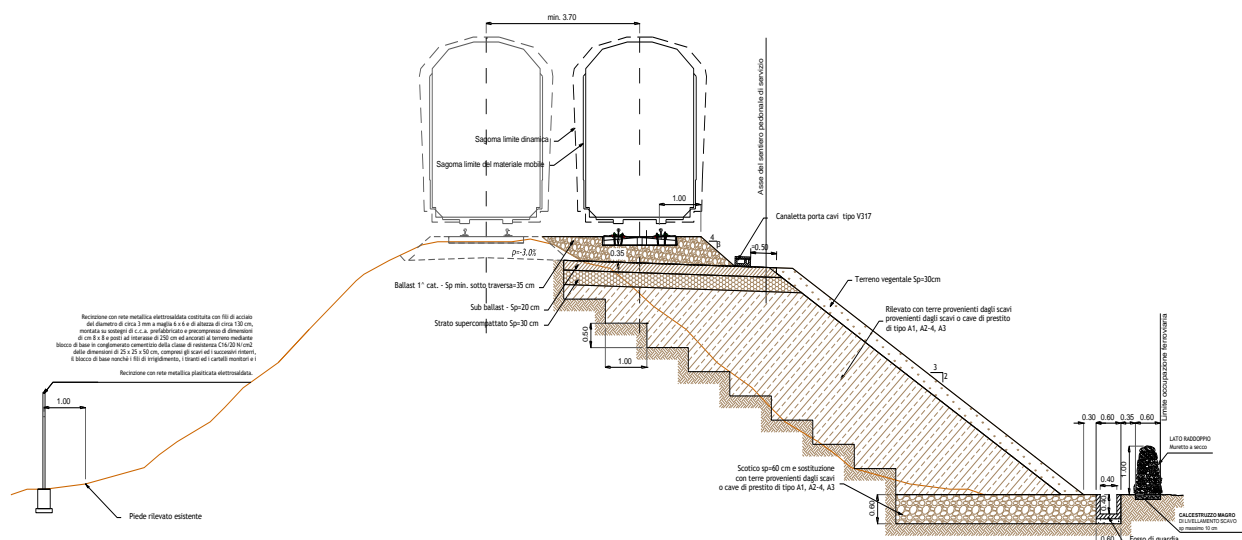 min. 3.70
Sagoma limite dinamica
Sagoma limite del materiale mobile
Asse del sentiero pedonale di servizio
1.00
Canaletta porta cavi tipo V317
4
3
≈0.50
0.35
p=-3.0%
Ballast 1^ cat. - Sp min. sotto traversa=35 cm
Sub ballast - Sp=20 cm
Strato supercompattato Sp=30 cm
Terreno vegetale Sp=30cm
Rilevato con terre provenienti dagli scavi
provenienti dagli scavi o cave di prestito
di tipo A1, A2-4, A3
Recinzione con rete metallica elettrosaldata costituita con fili di acciaio
del diametro di circa 3 mm a maglia 6 x 6 e di altezza di circa 130 cm,
montata su sostegni di c.c.a. prefabbricato e precompresso di dimensioni
di cm 8 x 8 e posti ad interasse di 250 cm ed ancorati al terreno mediante
blocco di base in conglomerato cementizio della classe di resistenza C16/20 N/cm2
delle dimensioni di 25 x 25 x 50 cm, compresi gli scavi ed i successivi rinterri,
il blocco di base nonchè i fili di irrigidimento, i tiranti ed i cartelli monitori e i
Recinzione con rete metallica plasticata elettrosaldata.
1.00
Piede rilevato esistente
0.50
1.00
3
2
Limite occupazione ferroviaria
0.30 0.60 0.35 0.60
LATO RADDOPPIO
Muretto a secco
1.00
0.40
0.40
Scotico sp=60 cm e sostituzione
con terre provenienti dagli scavi
o cave di prestito di tipo A1, A2-4, A3
0.60
CALCESTRUZZO MAGRO
DI LIVELLAMENTO SCAVO
sp massimo 10 cm
0.60
Fosso di guardia